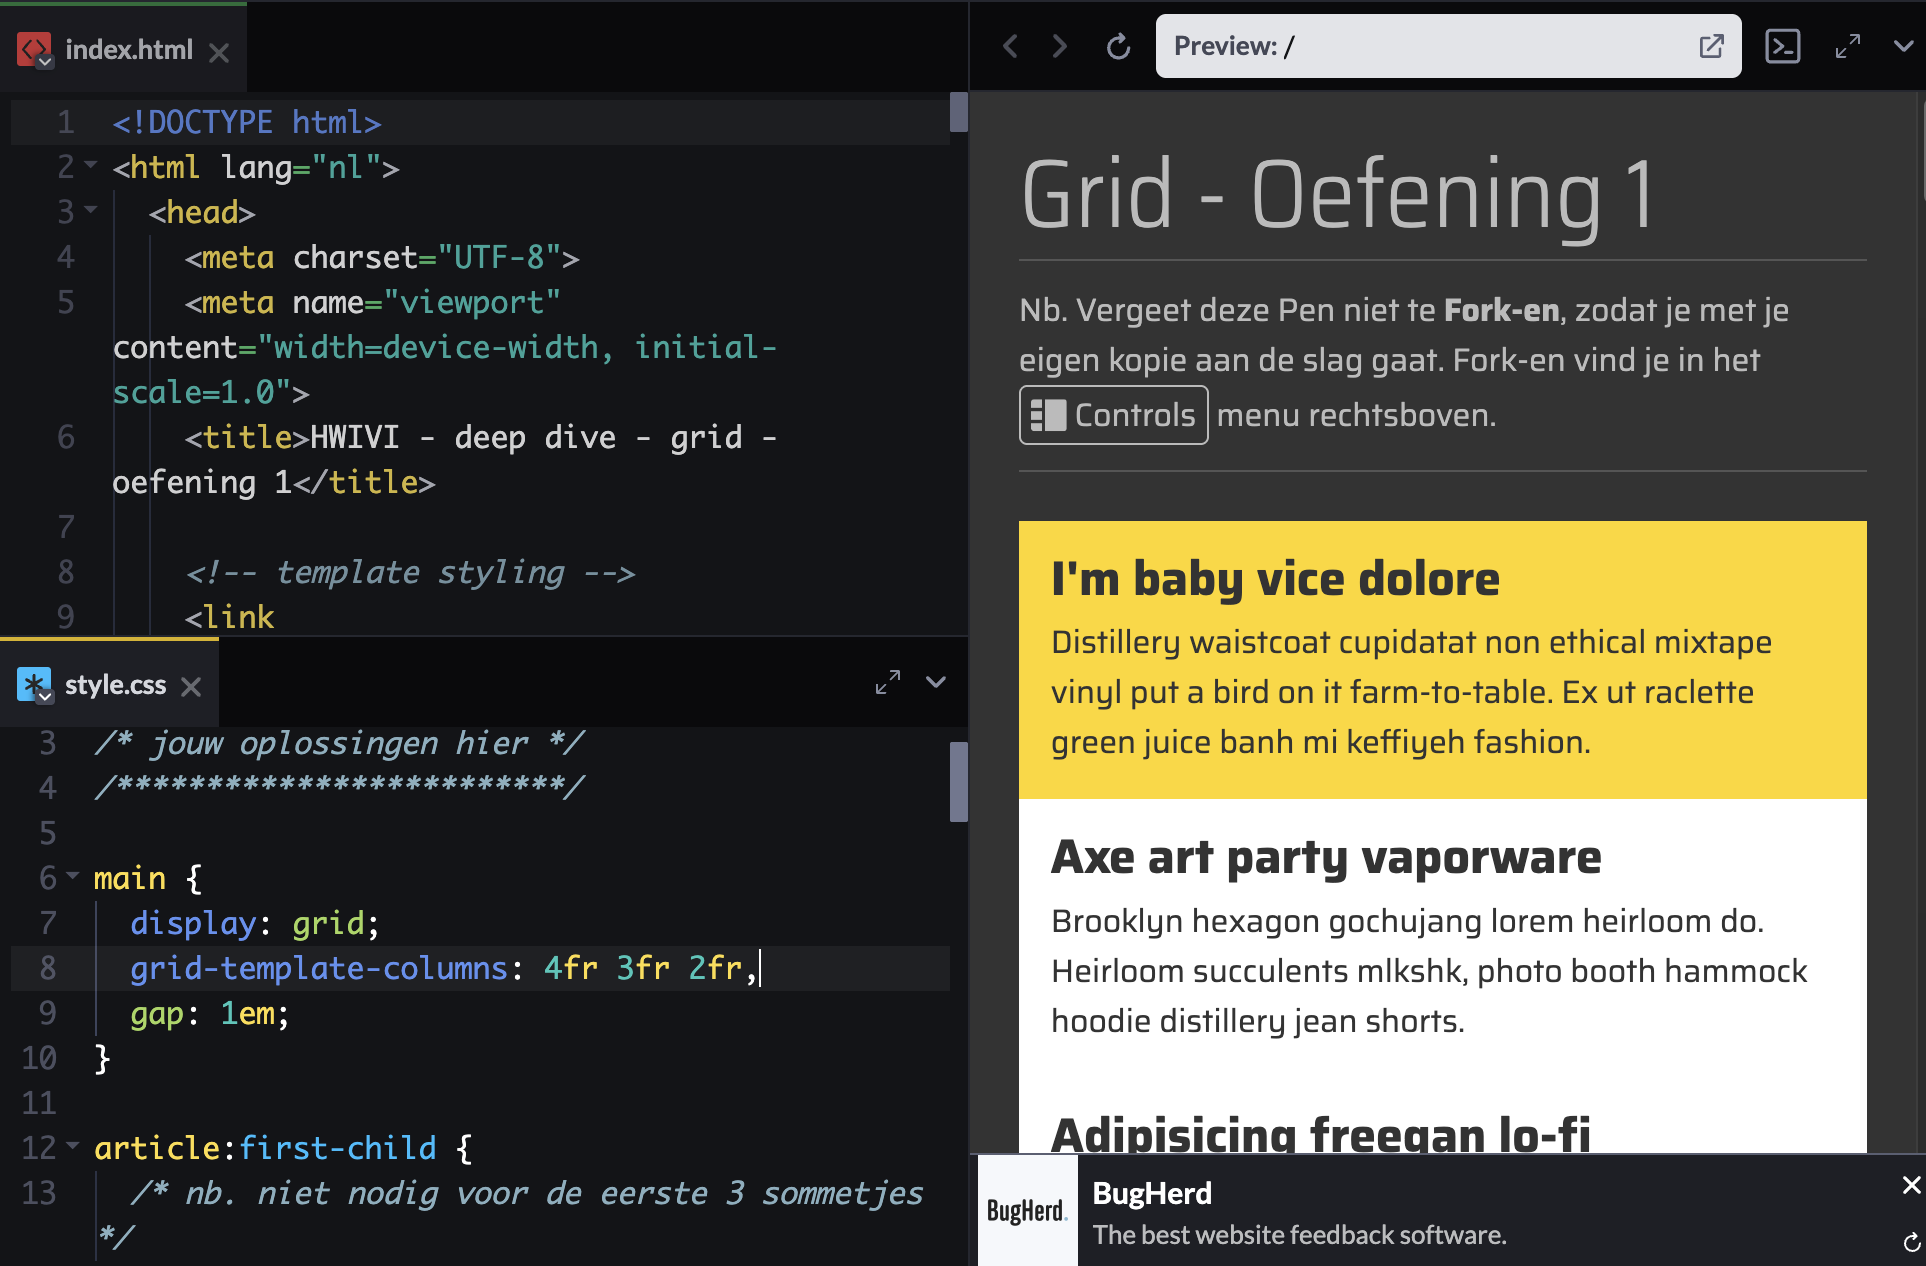 index.html
1 <!DOCTYPE html>
2 <html lang="nl">
3 <head>
4 <meta charset="UTF-8">
5 <meta name="viewport"
content="width=device-width, initial-
scale=1.0">
6 <title>HWIVI - deep dive - grid -
oefening 1</title>
7
8 <!-- template styling -->
9 <link
style.css
3 /* jouw oplossingen hier */
4 /*************************/
5
6 main {
7 display: grid;
8 grid-template-columns: 4fr 3fr 2fr,
9 gap: 1em;
10 }
11
12 article:first-child {
13 /* nb. niet nodig voor de eerste 3 sommetjes
*/
Preview: /
Grid - Oefening 1
Nb. Vergeet deze Pen niet te Fork-en, zodat je met je
eigen kopie aan de slag gaat. Fork-en vind je in het
Controls menu rechtsboven.
I'm baby vice dolore
Distillery waistcoat cupidatat non ethical mixtape
vinyl put a bird on it farm-to-table. Ex ut raclette
green juice banh mi keffiyeh fashion.
Axe art party vaporware
Brooklyn hexagon gochujang lorem heirloom do.
Heirloom succulents mlkshk, photo booth hammock
hoodie distillery jean shorts.
Adipisicing freegan lo-fi
BugHerd.
BugHerd
The best website feedback software.